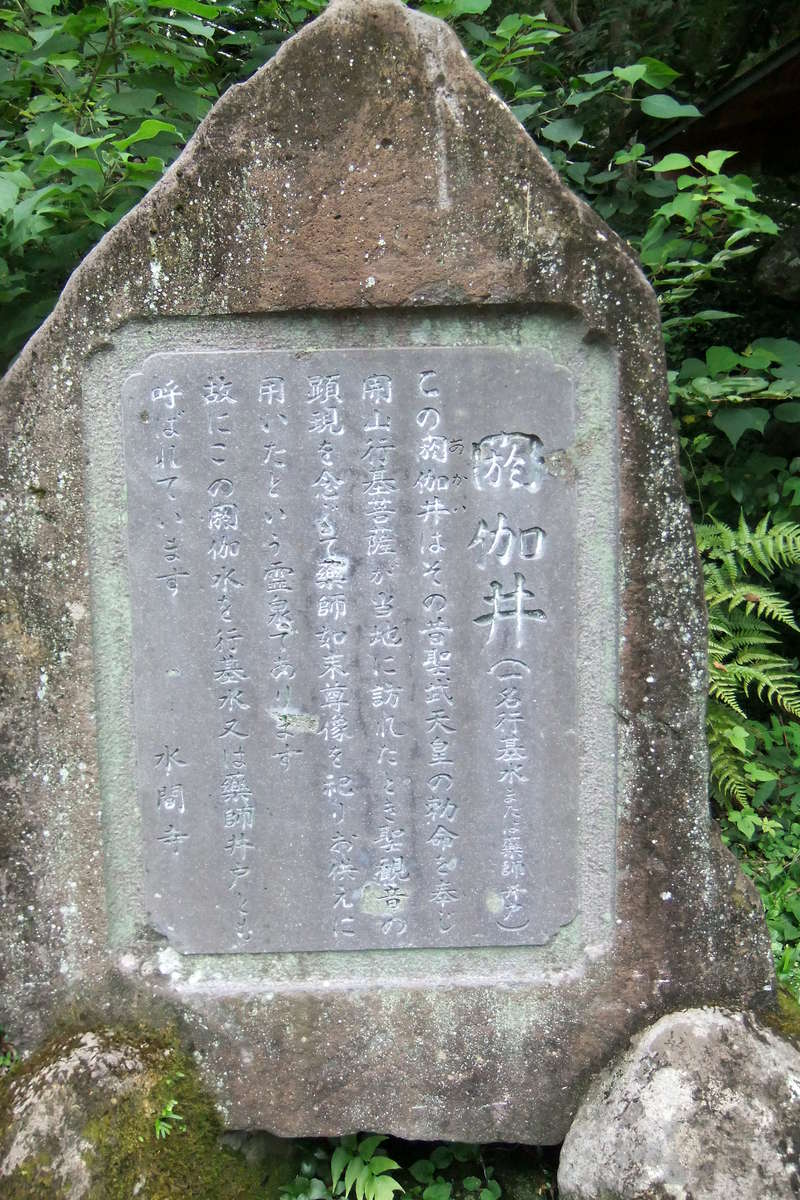 閼伽井(一名行基水または薬師井戸)
この閼伽井はその昔聖武天皇の勅命を奉じ
あかい
開山行基菩薩が当地に訪れたとき聖観音の
顕現を念じて薬師如来尊像を祀りお供えに
用いたという霊泉であります
故にこの閼伽水を行基水又は薬師井戸とも
呼ばれています 水間寺